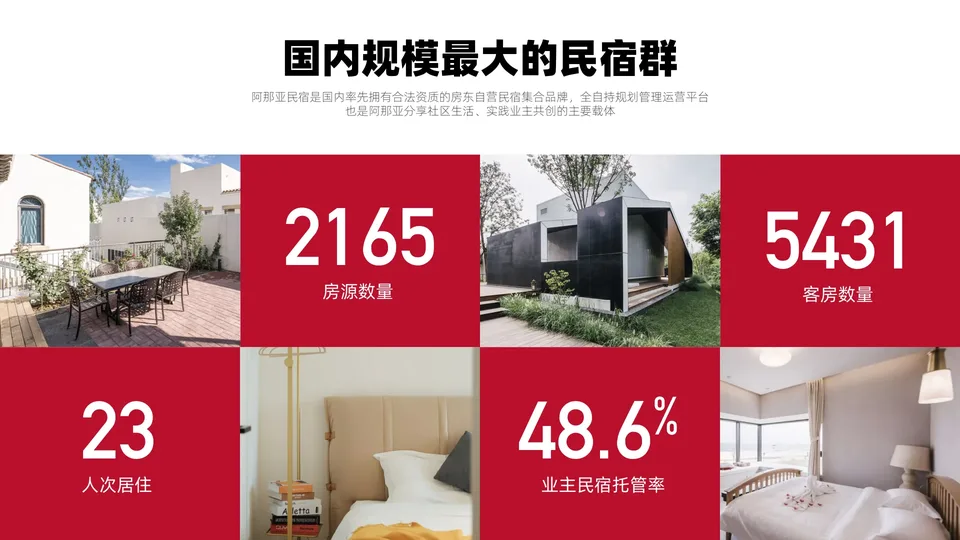 国内规模最大的民宿群
阿那亚民宿是国内率先拥有合法资质的房东自营民宿集合品牌，全自持规划管理运营平台
也是阿那亚分享社区生活、实践业主共创的主要载体
2165
房源数量
5431
客房数量
23
人次居住
48.6%
业主民宿托管率